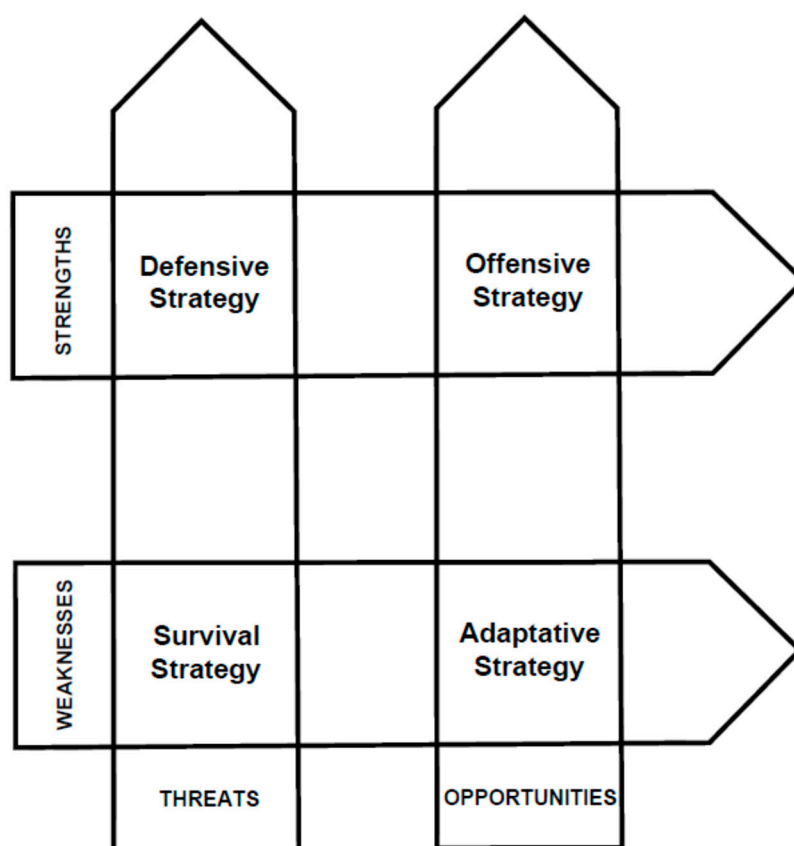 STRENGTHS
Defensive
Strategy
Offensive
Strategy
WEAKNESSES
Survival
Strategy
Adaptative
Strategy
THREATS
OPPORTUNITIES